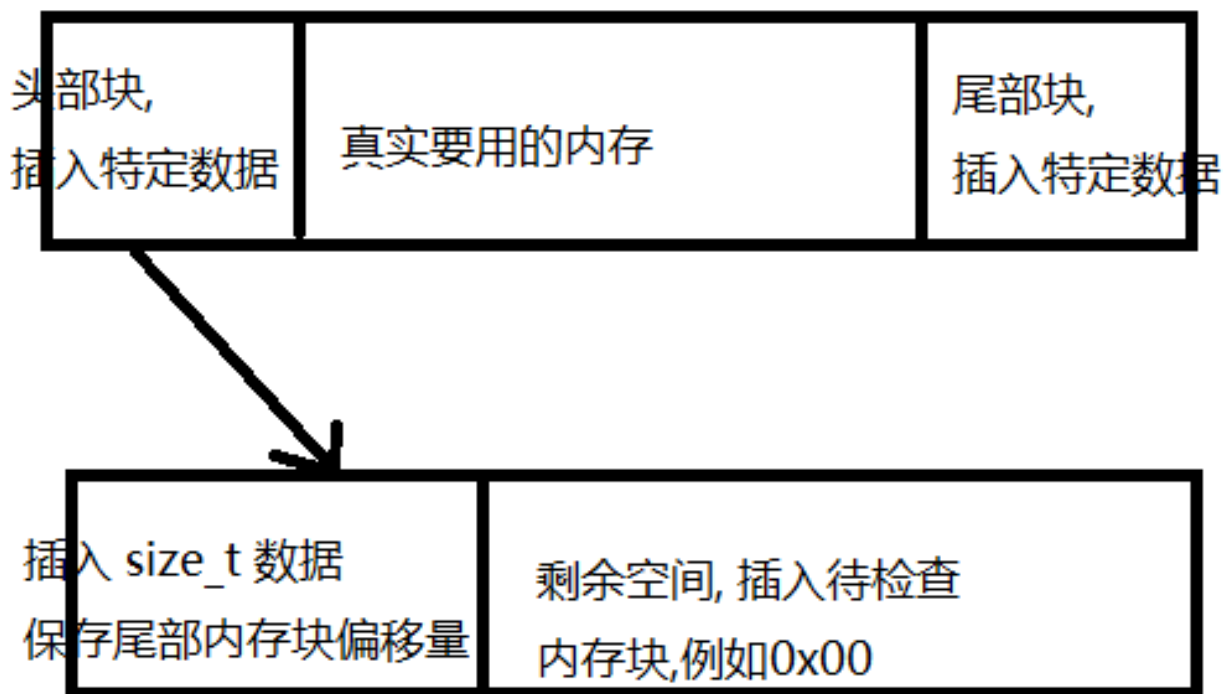 头部块,
插入特定数据
真实要用的内存
尾部块,
插入特定数据
插入 size_t 数据
保存尾部内存块偏移量
剩余空间, 插入待检查
内存块,例如0x00